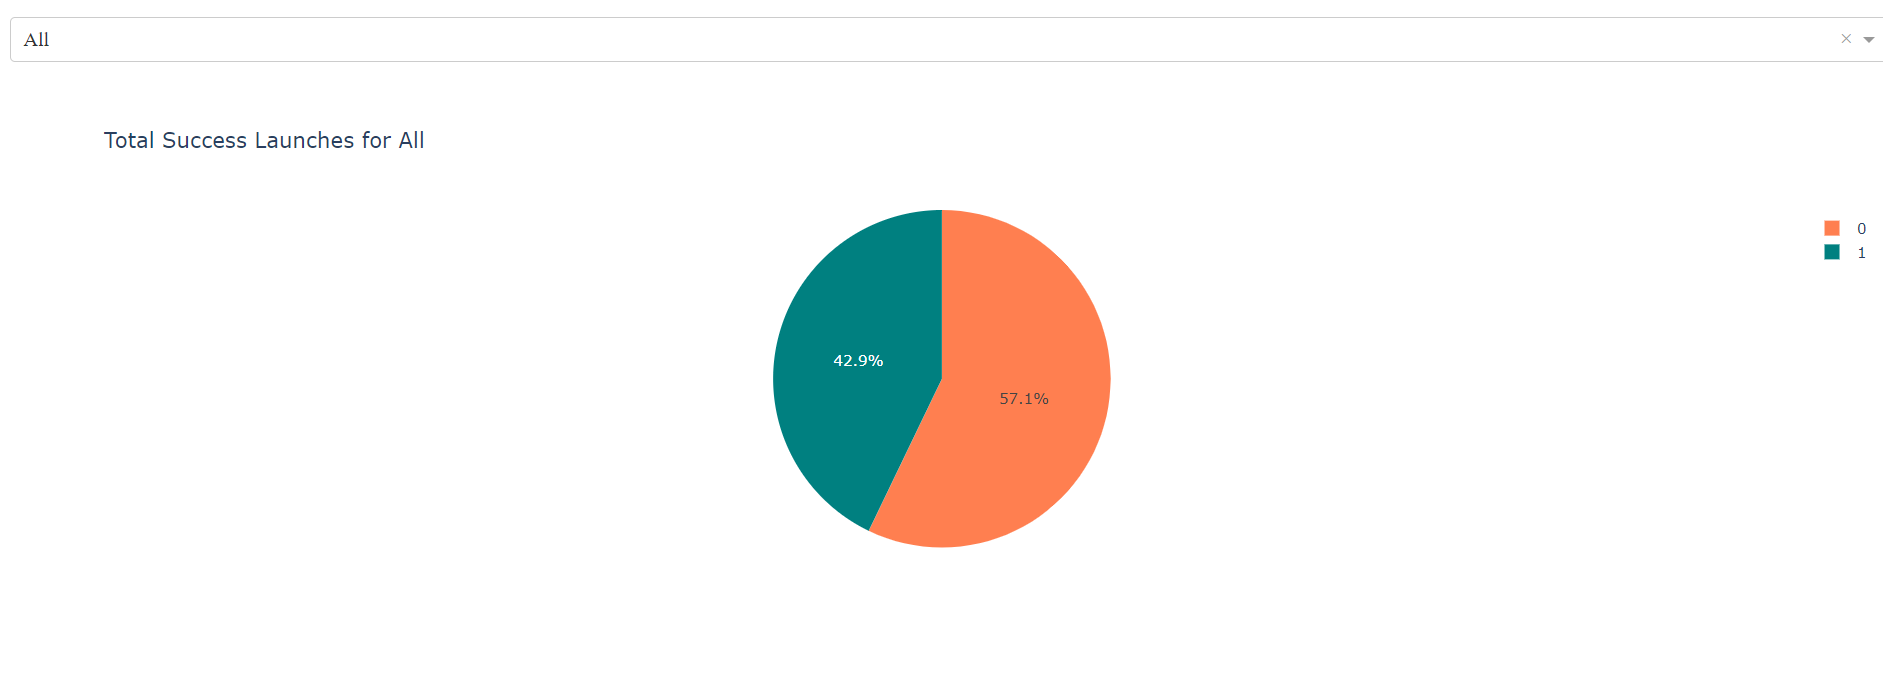 All
×
Total Success Launches for All
0
1
42.9%
57.1%